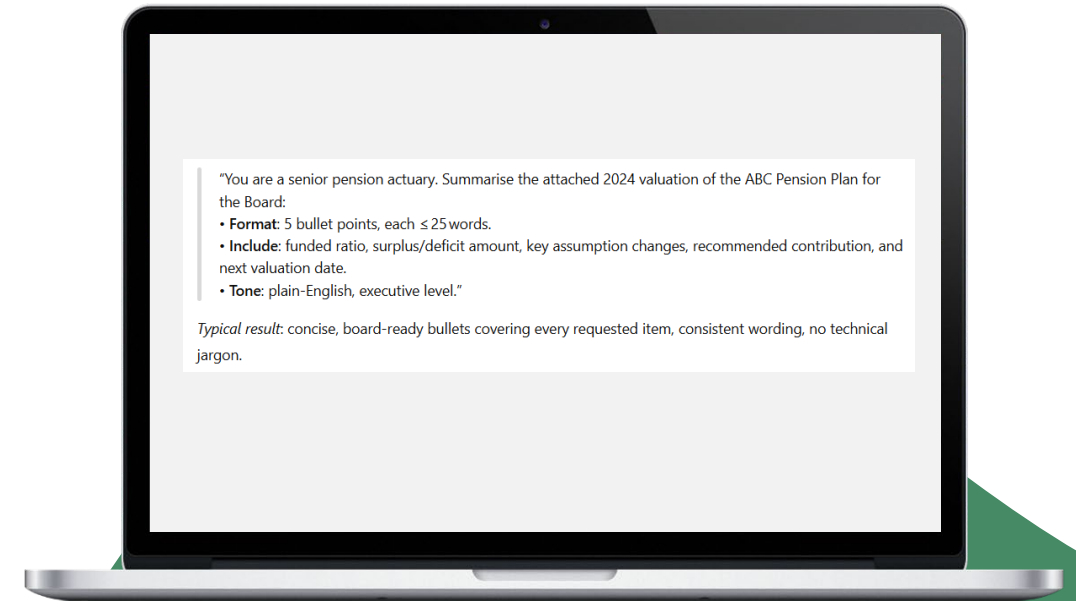 “You are a senior pension actuary. Summarise the attached 2024 valuation of the ABC Pension Plan for
the Board:
• Format: 5 bullet points, each ≤ 25 words.
• Include: funded ratio, surplus/deficit amount, key assumption changes, recommended contribution, and
next valuation date.
• Tone: plain-English, executive level.”
Typical result: concise, board-ready bullets covering every requested item, consistent wording, no technical
jargon.